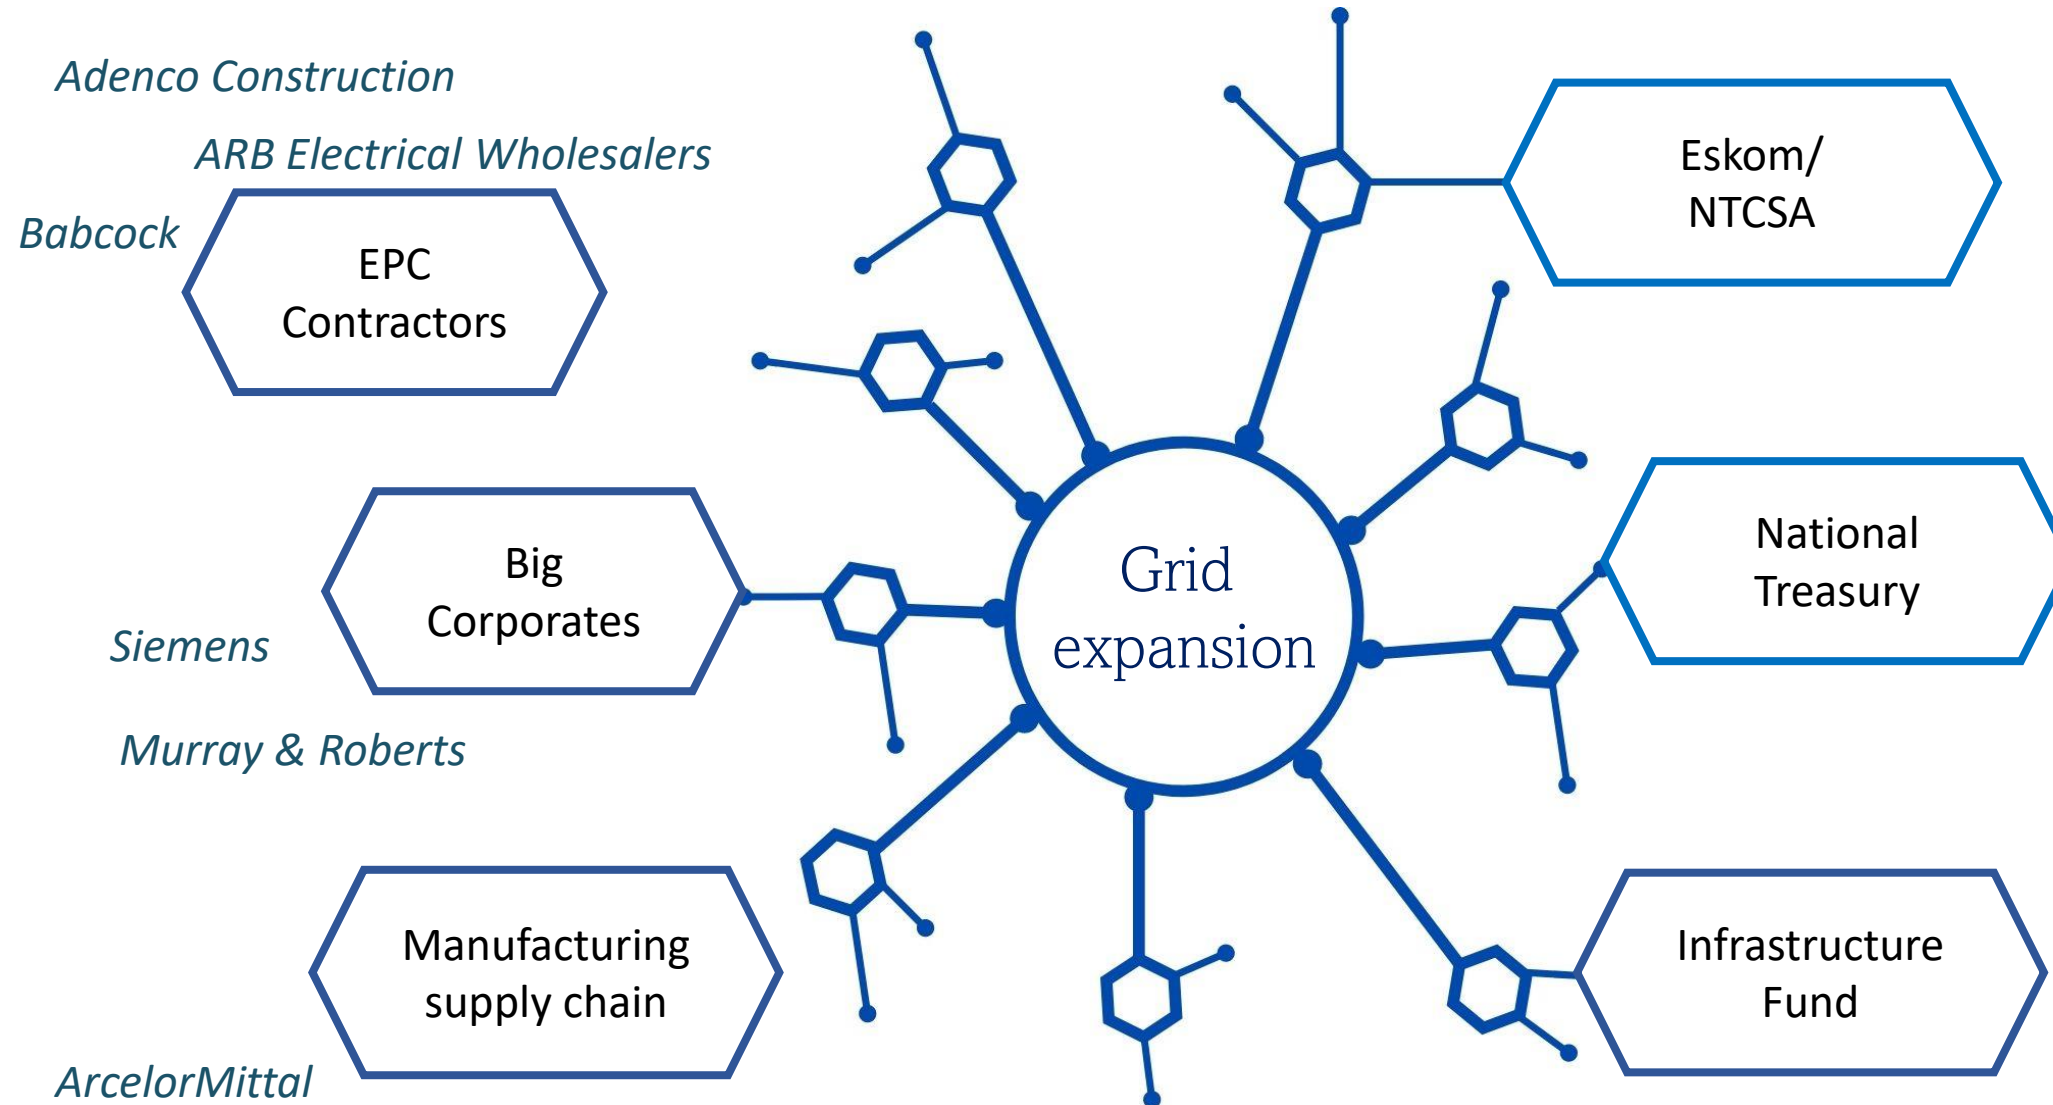 Adenco Construction
ARB Electrical Wholesalers
Babcock
EPC
Contractors
Big
Corporates
Siemens
Murray & Roberts
Manufacturing
supply chain
ArcelorMittal
Grid
expansion
Eskom/
NTCSA
National
Treasury
Infrastructure
Fund